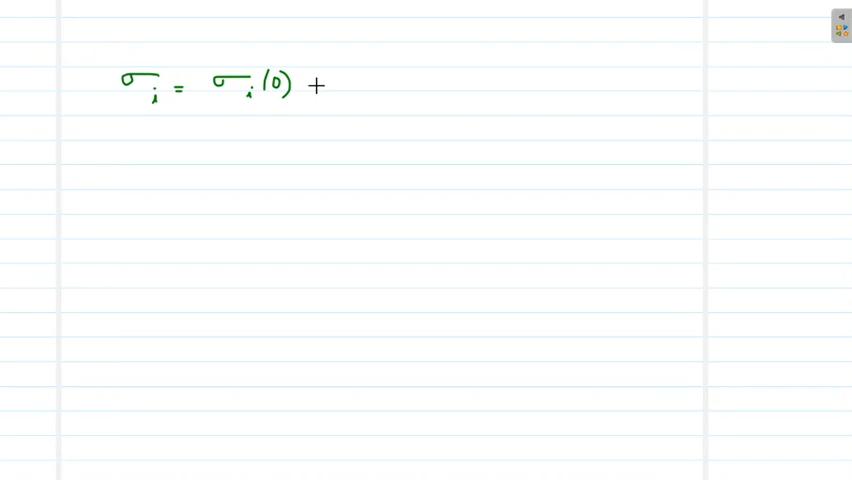 σ_i = σ_i(0) +